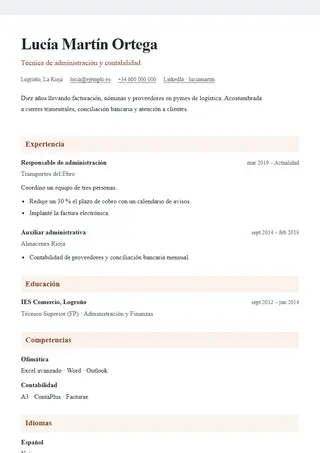 Lucía Martín Ortega
Técnica de administración y contabilidad
Logroño, La Rioja lucia@ejemplo.es +34 600 000 000 LinkedIn · luciamartin
Diez años llevando facturación, nóminas y proveedores en pymes de logística. Acostumbrada
a cierres trimestrales, conciliación bancaria y atención a clientes.
Experiencia
Responsable de administración mar 2019 – Actualidad
Transportes del Ebro
Coordino un equipo de tres personas.
• Reduje un 30 % el plazo de cobro con un calendario de avisos.
• Implanté la factura electrónica.
Auxiliar administrativa sept 2014 – feb 2019
Almacenes Rioja
• Contabilidad de proveedores y conciliación bancaria mensual.
Educación
IES Comercio, Logroño sept 2012 – jun 2014
Técnico Superior (FP) · Administración y Finanzas
Competencias
Ofimática
Excel avanzado · Word · Outlook
Contabilidad
A3 · ContaPlus · Facturae
Idiomas
Español